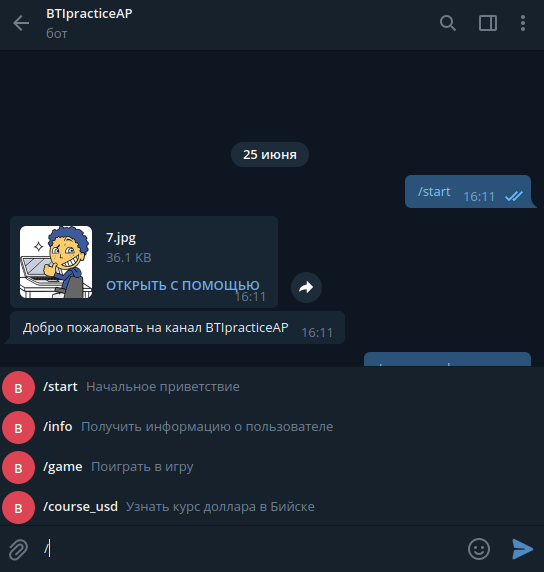 BTIpracticeAP
бот
25 июня
/start 16:11
7.jpg
36.1 KB
ОТКРЫТЬ С ПОМОЩЬЮ
16:11
Добро пожаловать на канал BTIpracticeAP 16:11
B /start Начальное приветствие
B /info Получить информацию о пользователе
B /game Поиграть в игру
B /course_usd Узнать курс доллара в Бийске
/